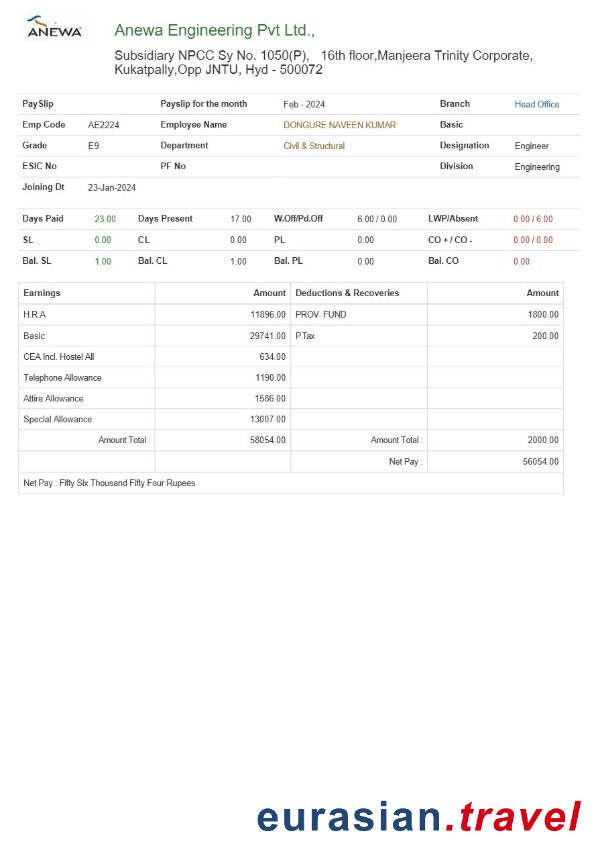 ANEWA
Anewa Engineering Pvt Ltd.,
Subsidiary NPCC Sy No. 1050(P), 16th floor,Manjeera Trinity Corporate,
Kukatpally,Opp JNTU, Hyd - 500072
PaySlip Payslip for the month Feb - 2024 Branch Head Office
Emp Code AE2224 Employee Name DONGURE NAVEEN KUMAR Basic
Grade E9 Department Civil & Structural Designation Engineer
ESIC No PF No Division Engineering
Joining Dt 23-Jan-2024
Days Paid 23.00 Days Present 17.00 W.Off/Pd.Off 6.00 / 0.00 LWP/Absent 0.00 / 6.00
SL 0.00 CL 0.00 PL 0.00 CO + / CO - 0.00 / 0.00
Bal. SL 1.00 Bal. CL 1.00 Bal. PL 0.00 Bal. CO 0.00
Earnings Amount Deductions & Recoveries Amount
H.R.A 11896.00 PROV. FUND 1800.00
Basic 29741.00 P.Tax 200.00
CEA Incl. Hostel All 634.00
Telephone Allowance 1190.00
Attire Allowance 1586.00
Special Allowance 13007.00
Amount Total : 58054.00 Amount Total : 2000.00
Net Pay : 56054.00
Net Pay : Fifty Six Thousand Fifty Four Rupees
eurasian.travel